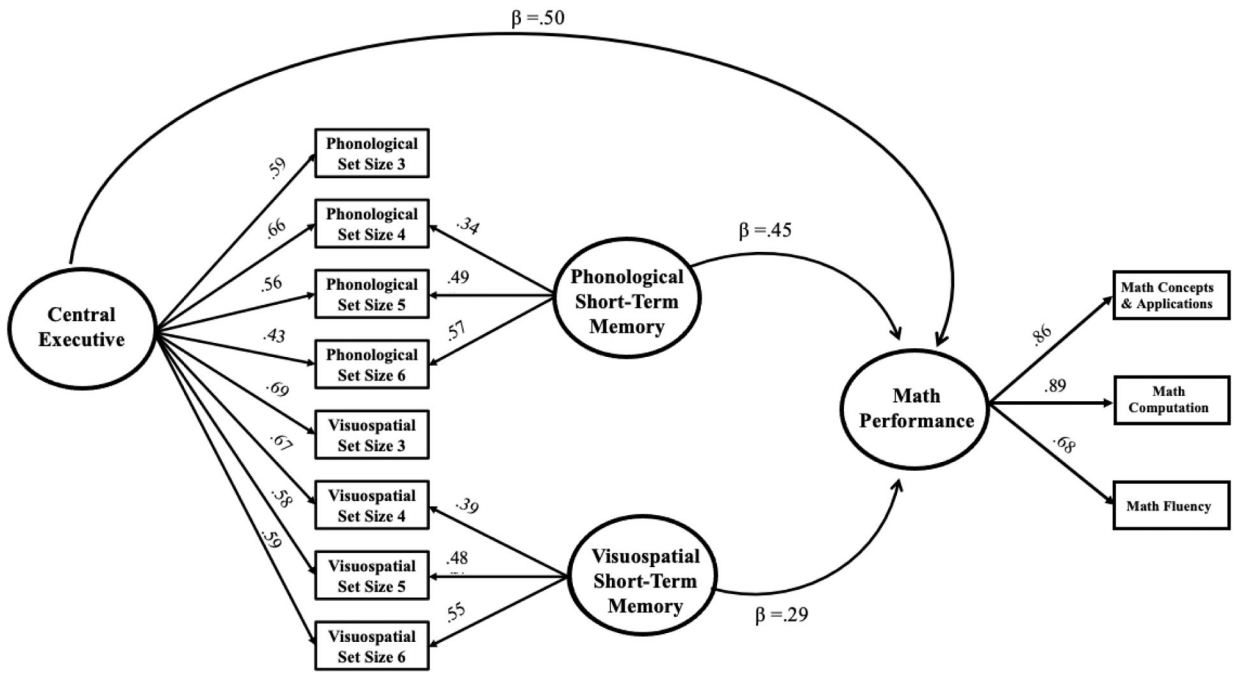 β =.50
Phonological
Set Size 3
.59
Phonological
Set Size 4
.66
.34
β =.45
Phonological
Set Size 5
.56
.49
Phonological
Short-Term
Memory
Central
Executive
Phonological
Set Size 6
.43
.57
Math Concepts
& Applications
.86
Visuospatial
Set Size 3
.69
Math
Performance
.89
Math
Computation
.67
Visuospatial
Set Size 4
.39
.68
Math Fluency
.58
.59
Visuospatial
Set Size 5
.48
Visuospatial
Short-Term
Memory
.55
β =.29
Visuospatial
Set Size 6